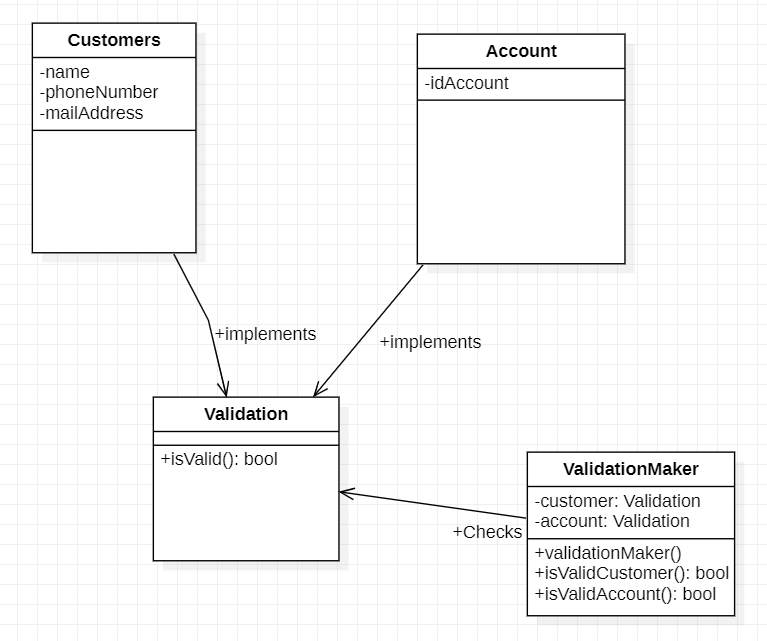 Customers
-name
-phoneNumber
-mailAddress
Account
-idAccount
+implements
+implements
Validation
+isValid(): bool
+Checks
ValidationMaker
-customer: Validation
-account: Validation
+validationMaker()
+isValidCustomer(): bool
+isValidAccount(): bool